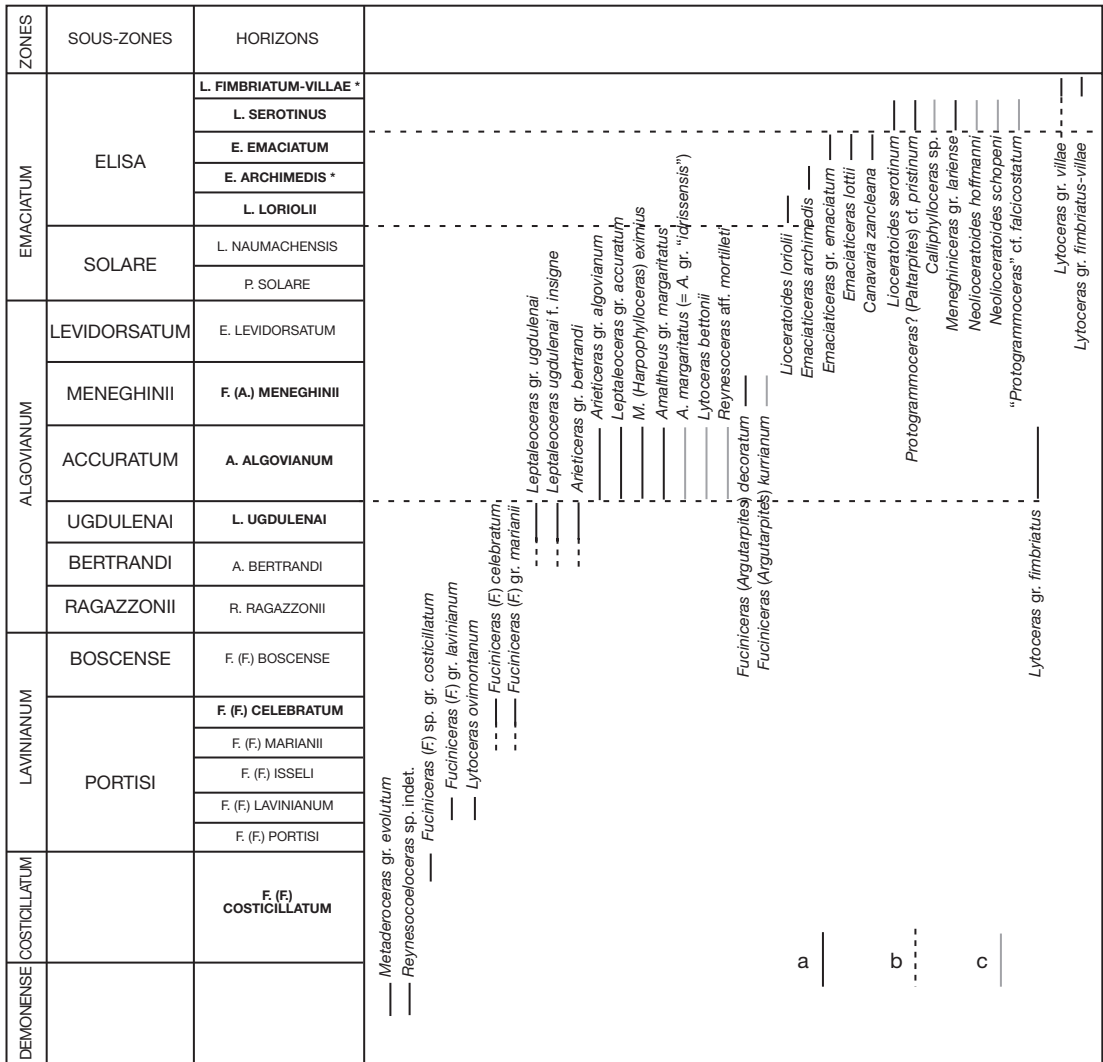 ZONES
SOUS-ZONES
HORIZONS
EMACIATUM
ELISA
L. FIMBRIATUM-VILLAE *
L. SEROTINUS
E. EMACIATUM
E. ARCHIMEDIS *
L. LORIOLII
SOLARE
L. NAUMACHENSIS
P. SOLARE
ALGOVIANUM
LEVIDORSATUM
E. LEVIDORSATUM
MENEGHINII
F. (A.) MENEGHINII
ACCURATUM
A. ALGOVIANUM
UGDULENAI
L. UGDULENAI
BERTRANDI
A. BERTRANDI
RAGAZZONII
R. RAGAZZONII
LAVINIANUM
BOSCENSE
F. (F.) BOSCENSE
PORTISI
F. (F.) CELEBRATUM
F. (F.) MARIANII
F. (F.) ISSELI
F. (F.) LAVINIANUM
F. (F.) PORTISI
COSTICILLATUM
F. (F.)
COSTICILLATUM
DEMONENSE
Metaderoceras gr. evolutum
Reynesocoeloceras sp. indet.
Fuciniceras (F.) sp. gr. costicillatum
Fuciniceras (F.) gr. lavinianum
Lytoceras ovimontanum
Fuciniceras (F.) celebratum
Fuciniceras (F.) gr. marianii
Leptaleoceras gr. ugdulenai
Leptaleoceras ugdulenai f. insigne
Arieticeras gr. bertrandi
Arieticeras gr. algovianum
Leptaleoceras gr. accuratum
M. (Harpophylloceras) eximius
Amaltheus gr. margaritatus
A. margaritatus (= A. gr. "idrissensis")
Lytoceras bettonii
Reynesoceras aff. mortilleti
Fuciniceras (Argutarpites) decoratum
Fuciniceras (Argutarpites) kurrianum
Lioceratoides loriolii
Emaciaticeras archimedis
Emaciaticeras gr. emaciatum
Emaciaticeras lottii
Canavaria zancleana
Lioceratoides serotinum
Protogrammoceras? (Paltarpites) cf. pristinum
Calliphylloceras sp.
Meneghiniceras gr. lariense
Neolioceratoides hoffmanni
Neolioceratoides schopeni
"Protogrammoceras" cf. falcicostatum
Lytoceras gr. fimbriatus
Lytoceras gr. villae
Lytoceras gr. fimbriatus-villae
a
b
c